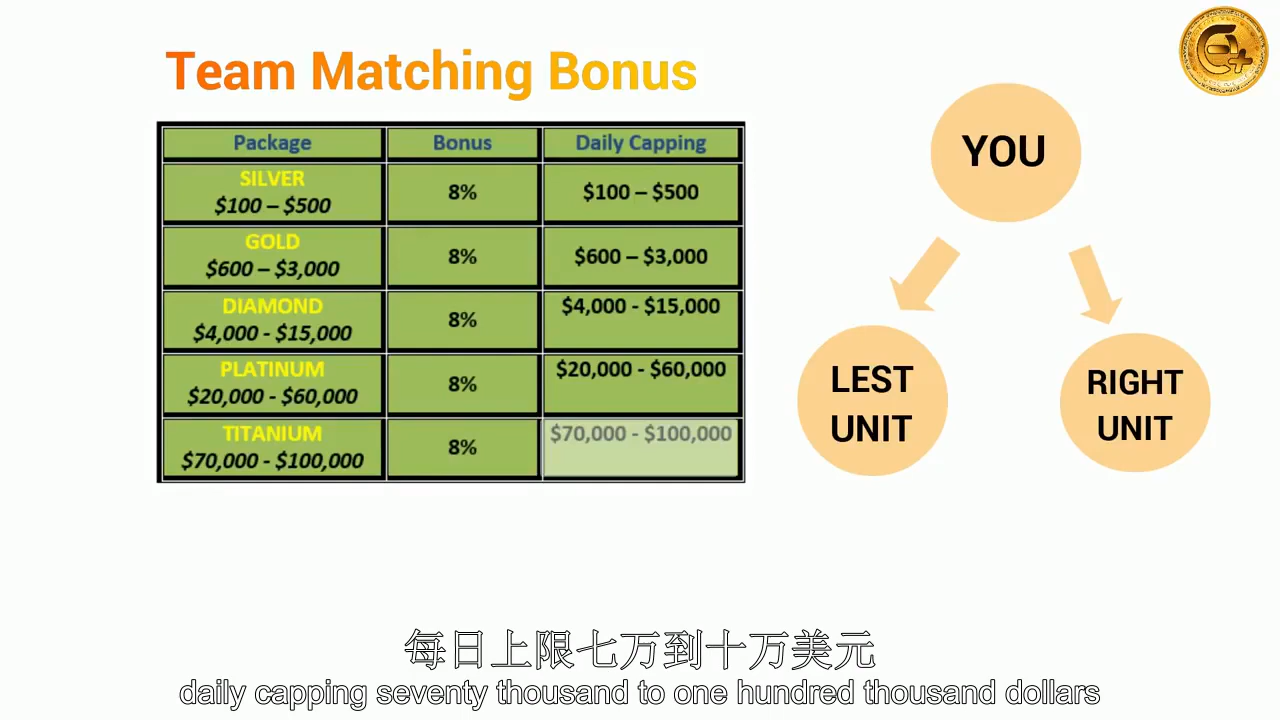 Team Matching Bonus
Package Bonus Daily Capping
SILVER
$100 – $500 8% $100 – $500
GOLD
$600 – $3,000 8% $600 – $3,000
DIAMOND
$4,000 - $15,000 8% $4,000 - $15,000
PLATINUM
$20,000 - $60,000 8% $20,000 - $60,000
TITANIUM
$70,000 - $100,000 8% $70,000 - $100,000
YOU
LEST
UNIT
RIGHT
UNIT
每日上限七万到十万美元
daily capping seventy thousand to one hundred thousand dollars